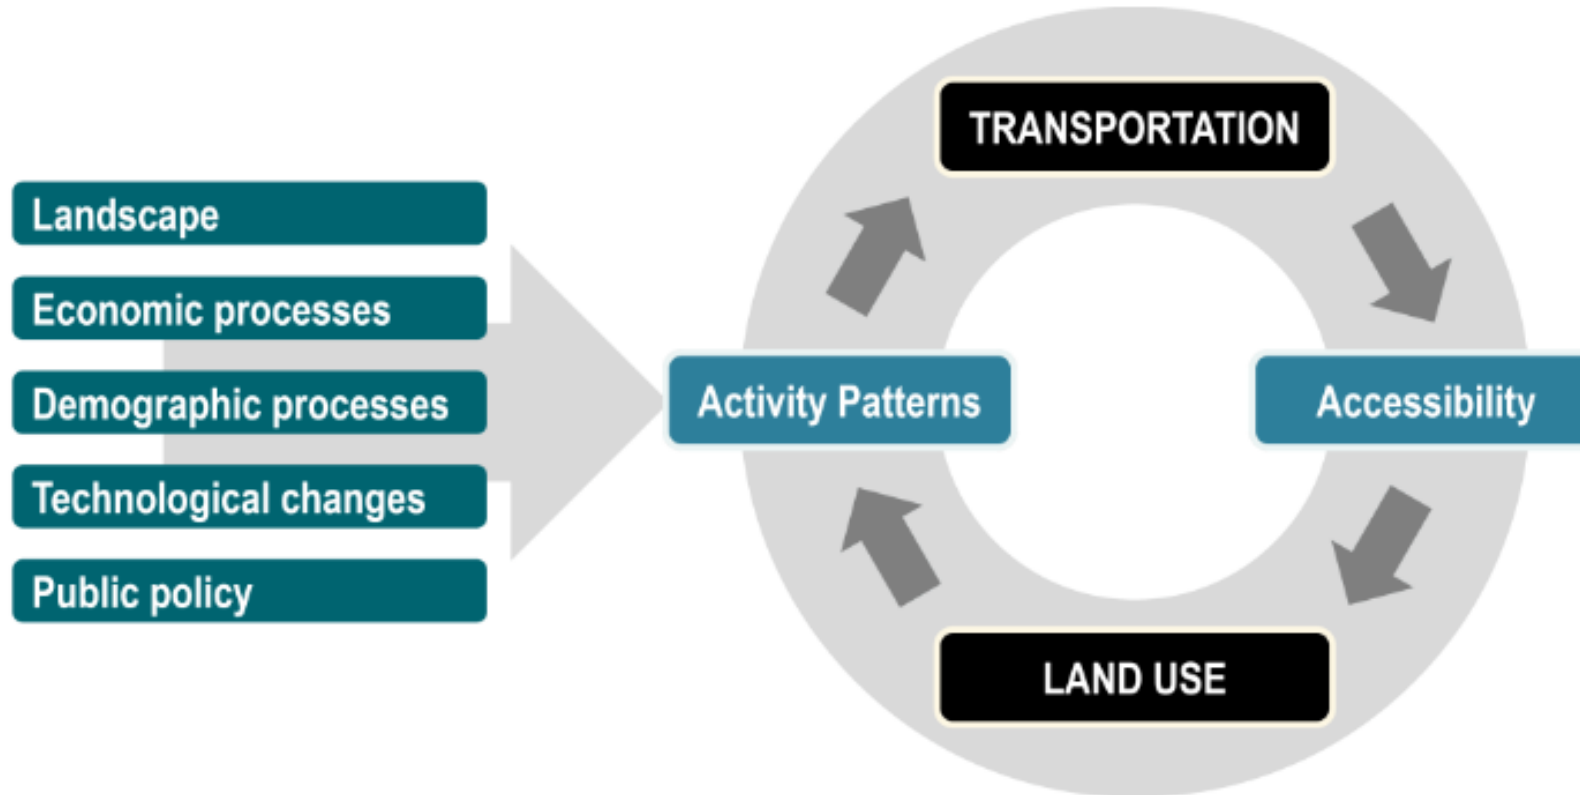 Landscape
Economic processes
Demographic processes
Technological changes
Public policy
TRANSPORTATION
Activity Patterns
Accessibility
LAND USE